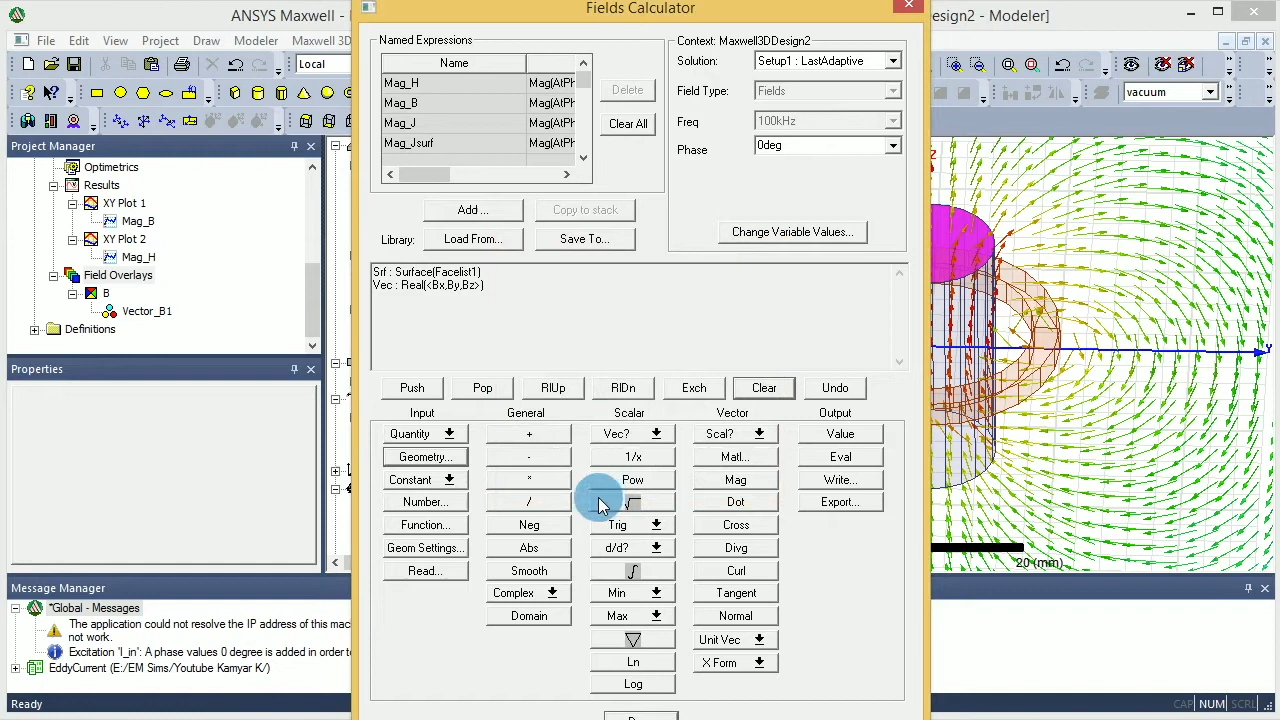 ANSYS Maxwell -
Fields Calculator
esign2 - Modeler]
File Edit View Project Draw Modeler Maxwell 3D
Local
vacuum
Project Manager
Optimetrics
Results
XY Plot 1
Mag_B
XY Plot 2
Mag_H
Field Overlays
B
Vector_B1
Definitions
Properties
Named Expressions
Name
Mag_H Mag(AtPh
Mag_B Mag(AtPh
Mag_J Mag(AtPh
Mag_Jsurf Mag(AtPh
Delete
Clear All
Add ... Copy to stack
Library: Load From... Save To...
Context: Maxwell3DDesign2
Solution: Setup1 : LastAdaptive
Field Type: Fields
Freq 100kHz
Phase 0deg
Change Variable Values...
Srf : Surface(Facelist1)
Vec : Real(<Bx,By,Bz>)
Push Pop RlUp RlDn Exch Clear Undo
Input General Scalar Vector Output
Quantity + Vec? Scal? Value
Geometry... - 1/x Matl... Eval
Constant * Pow Mag Write...
Number... / √ Dot Export...
Function... Neg Trig Cross
Geom Settings... Abs d/d? Divg
Read... Smooth ∫ Curl
Complex Min Tangent
Domain Max Normal
▽ Unit Vec
Ln X Form
Log
Z
Y
20 (mm)
Message Manager
*Global - Messages
The application could not resolve the IP address of this mac
not work.
Excitation 'I_in': A phase values 0 degree is added in order to
EddyCurrent (E:/EM Sims/Youtube Kamyar K/)
Ready
CAP NUM SCRL